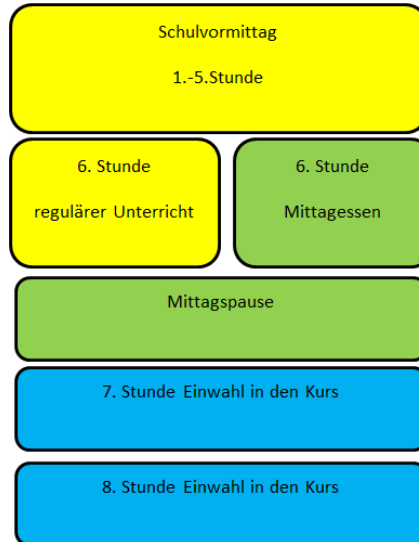 Schulvormittag
1.-5.Stunde
6. Stunde
regulärer Unterricht
6. Stunde
Mittagessen
Mittagspause
7. Stunde Einwahl in den Kurs
8. Stunde Einwahl in den Kurs